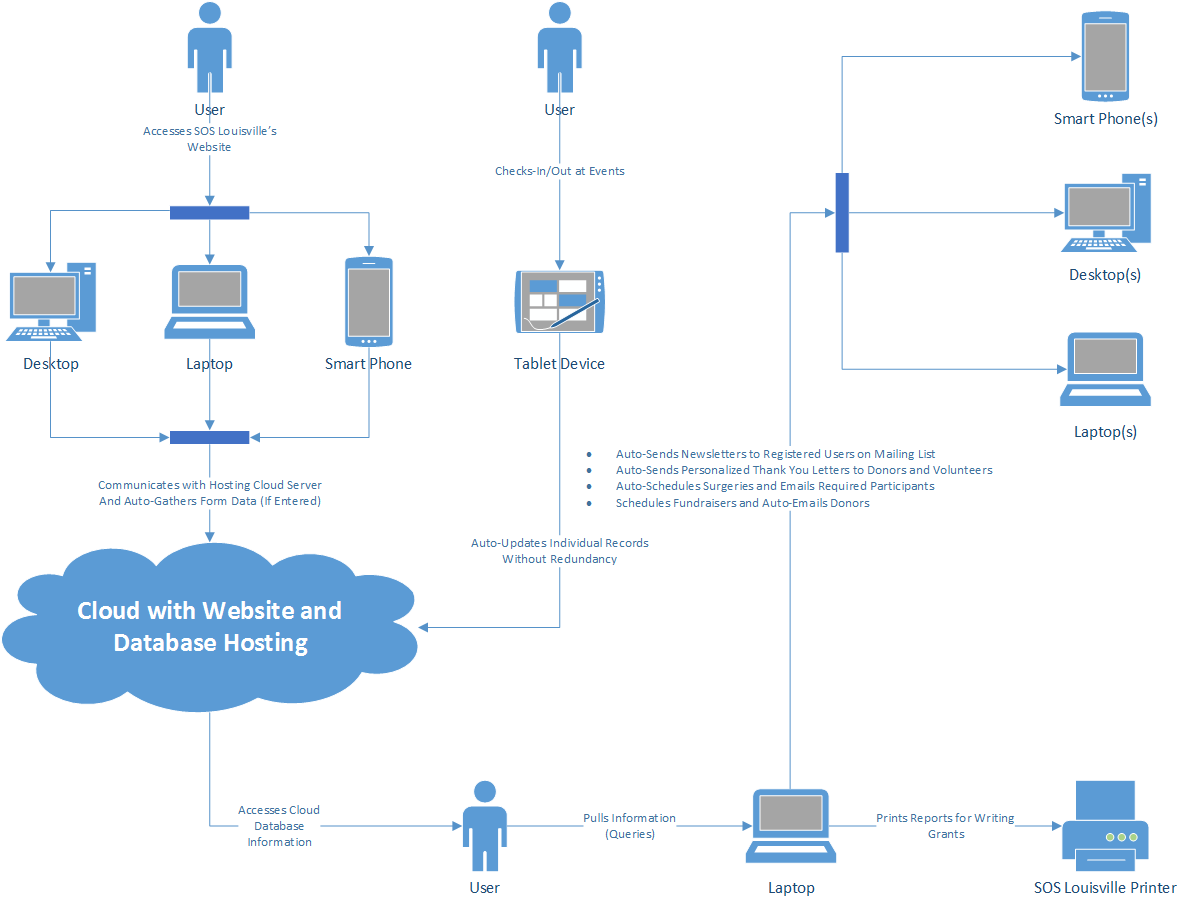 User
Accesses SOS Louisville's
Website
User
Checks-In/Out at Events
Smart Phone(s)
Desktop(s)
Laptop(s)
Desktop
Laptop
Smart Phone
Tablet Device
• Auto-Sends Newsletters to Registered Users on Mailing List
• Auto-Sends Personalized Thank You Letters to Donors and Volunteers
• Auto-Schedules Surgeries and Emails Required Participants
• Schedules Fundraisers and Auto-Emails Donors
Communicates with Hosting Cloud Server
And Auto-Gathers Form Data (If Entered)
Auto-Updates Individual Records
Without Redundancy
Cloud with Website and
Database Hosting
Accesses Cloud
Database
Information
User
Pulls Information
(Queries)
Laptop
Prints Reports for Writing
Grants
SOS Louisville Printer